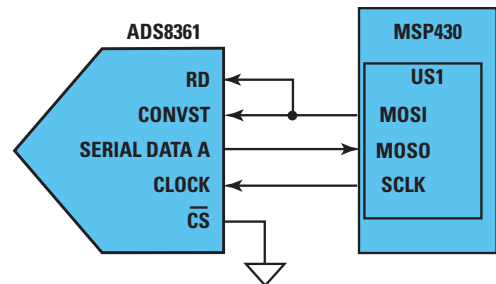 ADS8361
MSP430
RD
US1
CONVST
MOSI
SERIAL DATA A
MOSO
CLOCK
SCLK
CS